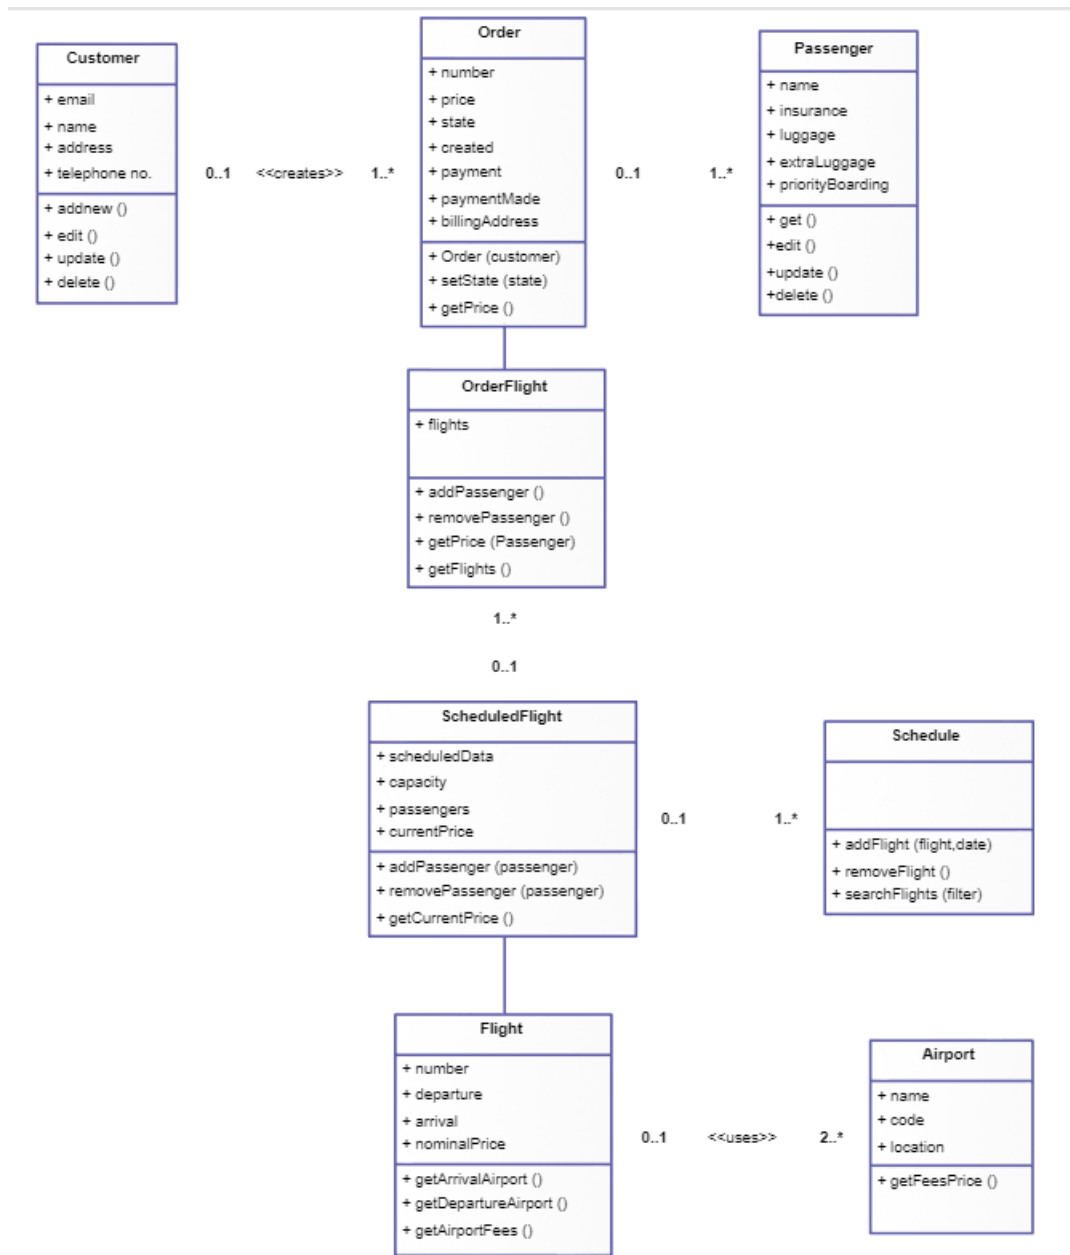 Customer
+ email
+ name
+ address
+ telephone no.
+ addnew ()
+ edit ()
+ update ()
+ delete ()
0..1
<<creates>>
1..*
Order
+ number
+ price
+ state
+ created
+ payment
+ paymentMade
+ billingAddress
+ Order (customer)
+ setState (state)
+ getPrice ()
0..1
1..*
Passenger
+ name
+ insurance
+ luggage
+ extraLuggage
+ priorityBoarding
+ get ()
+edit ()
+update ()
+delete ()
OrderFlight
+ flights
+ addPassenger ()
+ removePassenger ()
+ getPrice (Passenger)
+ getFlights ()
1..*
0..1
ScheduledFlight
+ scheduledData
+ capacity
+ passengers
+ currentPrice
+ addPassenger (passenger)
+ removePassenger (passenger)
+ getCurrentPrice ()
0..1
1..*
Schedule
+ addFlight (flight,date)
+ removeFlight ()
+ searchFlights (filter)
Flight
+ number
+ departure
+ arrival
+ nominalPrice
+ getArrivalAirport ()
+ getDepartureAirport ()
+ getAirportFees ()
0..1
<<uses>>
2..*
Airport
+ name
+ code
+ location
+ getFeesPrice ()